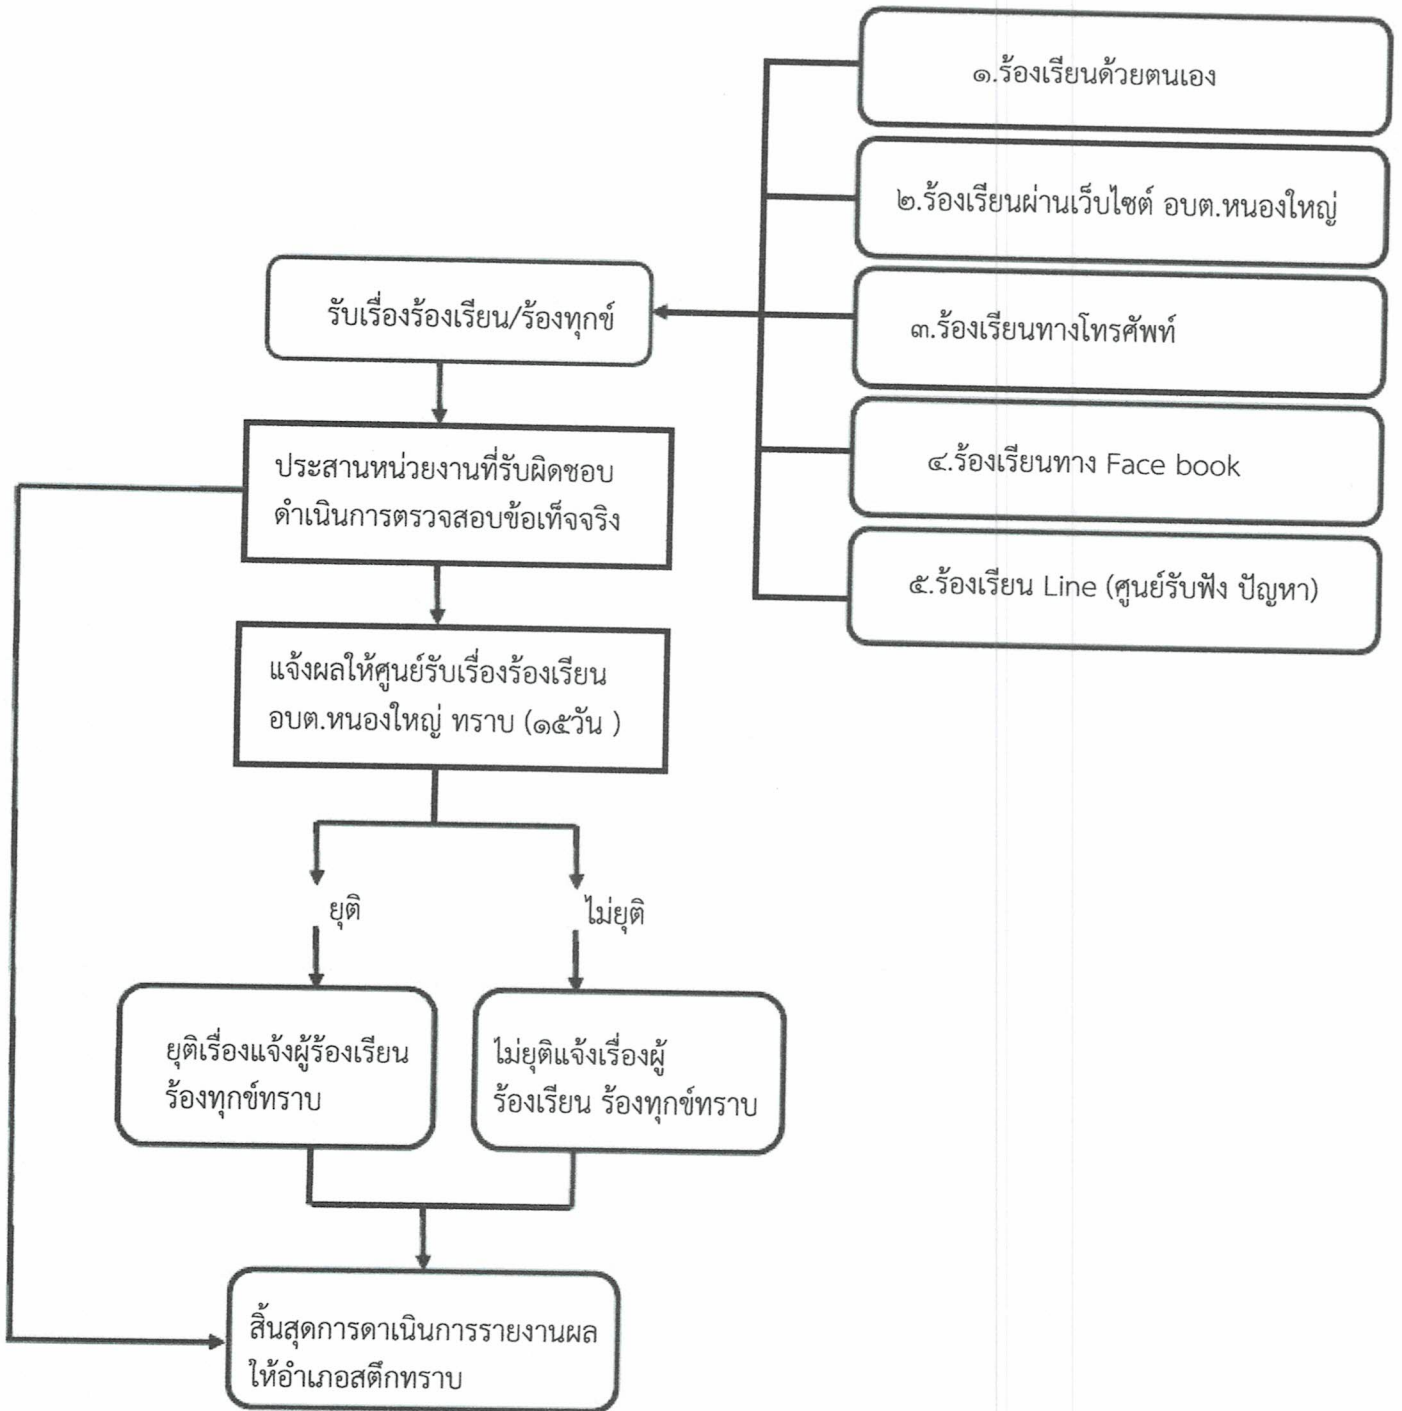 ๑.ร้องเรียนด้วยตนเอง
๒.ร้องเรียนผ่านเว็บไซต์ อบต.หนองใหญ่
รับเรื่องร้องเรียน/ร้องทุกข์
๓.ร้องเรียนทางโทรศัพท์
๔.ร้องเรียนทาง Face book
๕.ร้องเรียน Line (ศูนย์รับฟัง ปัญหา)
ประสานหน่วยงานที่รับผิดชอบ
ดำเนินการตรวจสอบข้อเท็จจริง
แจ้งผลให้ศูนย์รับเรื่องร้องเรียน
อบต.หนองใหญ่ ทราบ (๑๕วัน )
ยุติ
ไม่ยุติ
ยุติเรื่องแจ้งผู้ร้องเรียน
ร้องทุกข์ทราบ
ไม่ยุติแจ้งเรื่องผู้
ร้องเรียน ร้องทุกข์ทราบ
สิ้นสุดการดาเนินการรายงานผล
ให้อำเภอสตึกทราบ